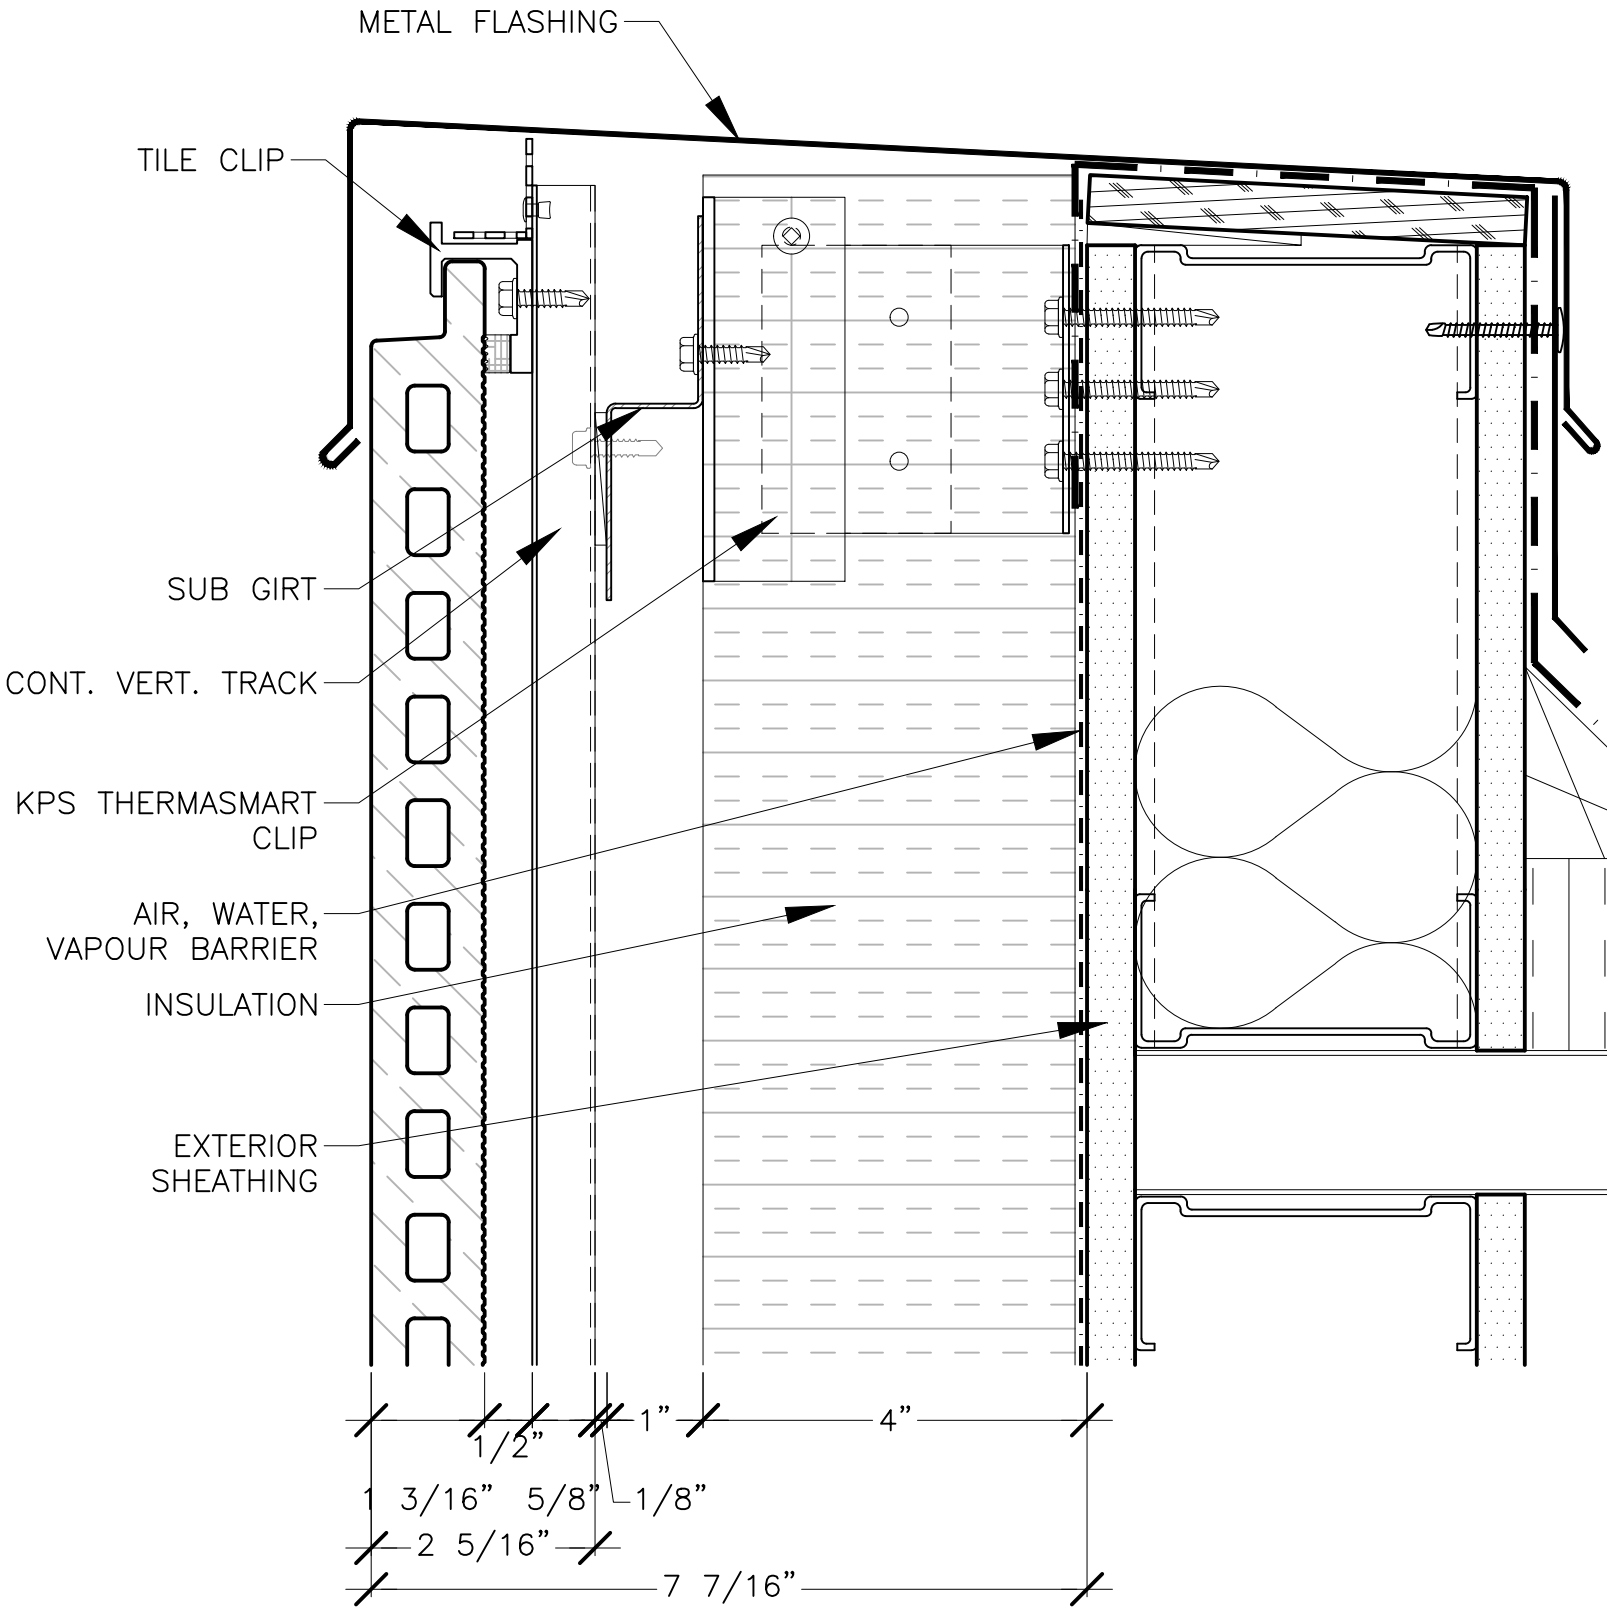 METAL FLASHING
TILE CLIP
SUB GIRT
CONT. VERT. TRACK
KPS THERMASMART
CLIP
AIR, WATER,
VAPOUR BARRIER
INSULATION
EXTERIOR
SHEATHING
1” 4”
1/2”
1 3/16” 5/8” 1/8”
2 5/16”
7 7/16”